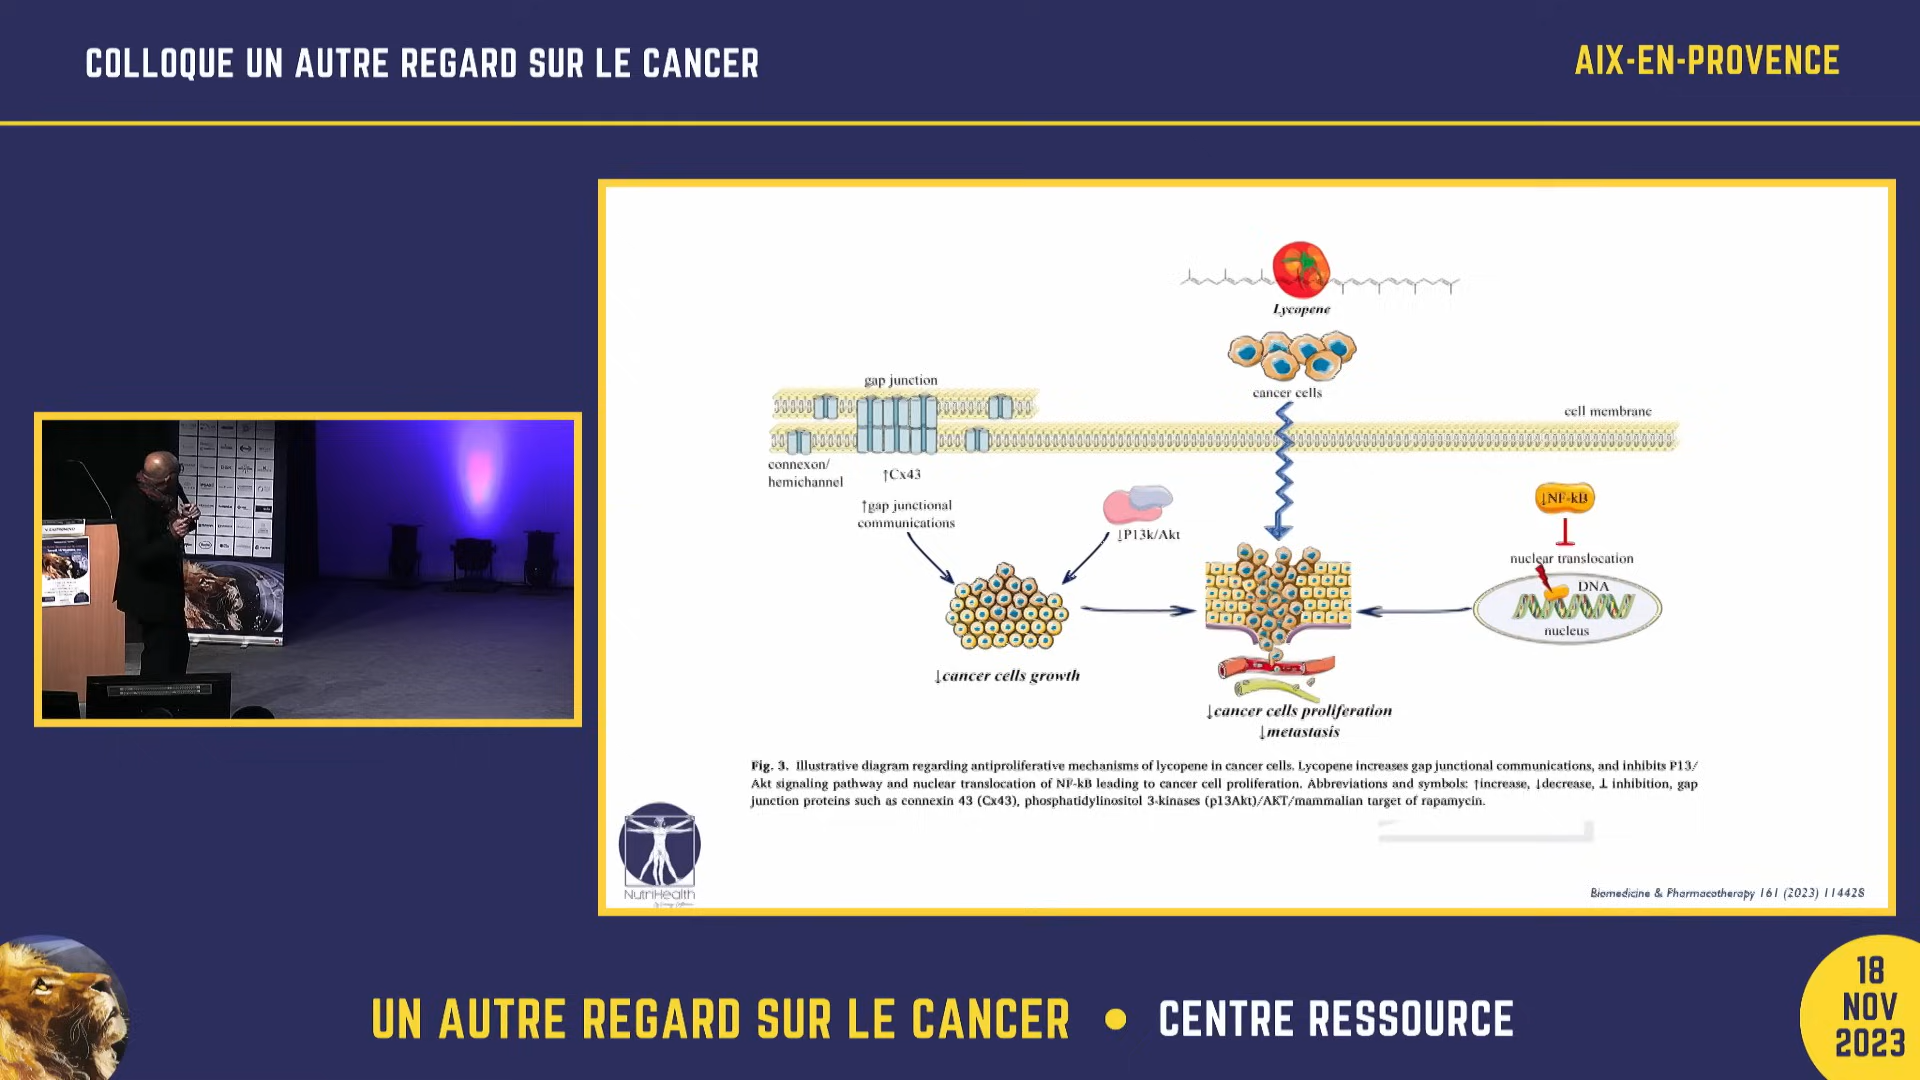 COLLOQUE UN AUTRE REGARD SUR LE CANCER
AIX-EN-PROVENCE
Lycopene
cancer cells
gap junction
cell membrane
connexon/
hemichannel
↑Cx43
↑gap junctional
communications
↓P13k/Akt
↓NF-kB
nuclear translocation
DNA
nucleus
↓cancer cells growth
↓cancer cells proliferation
↓metastasis
Fig. 3. Illustrative diagram regarding antiproliferative mechanisms of lycopene in cancer cells. Lycopene increases gap junctional communications, and inhibits P13/
Akt signaling pathway and nuclear translocation of NF-kB leading to cancer cell proliferation. Abbreviations and symbols: ↑increase, ↓decrease, ⊥ inhibition, gap
junction proteins such as connexin 43 (Cx43), phosphatidylinositol 3-kinases (p13Akt)/AKT/mammalian target of rapamycin.
NutriHealth
Biomedicine & Pharmacotherapy 161 (2023) 114428
UN AUTRE REGARD SUR LE CANCER • CENTRE RESSOURCE
18
NOV
2023